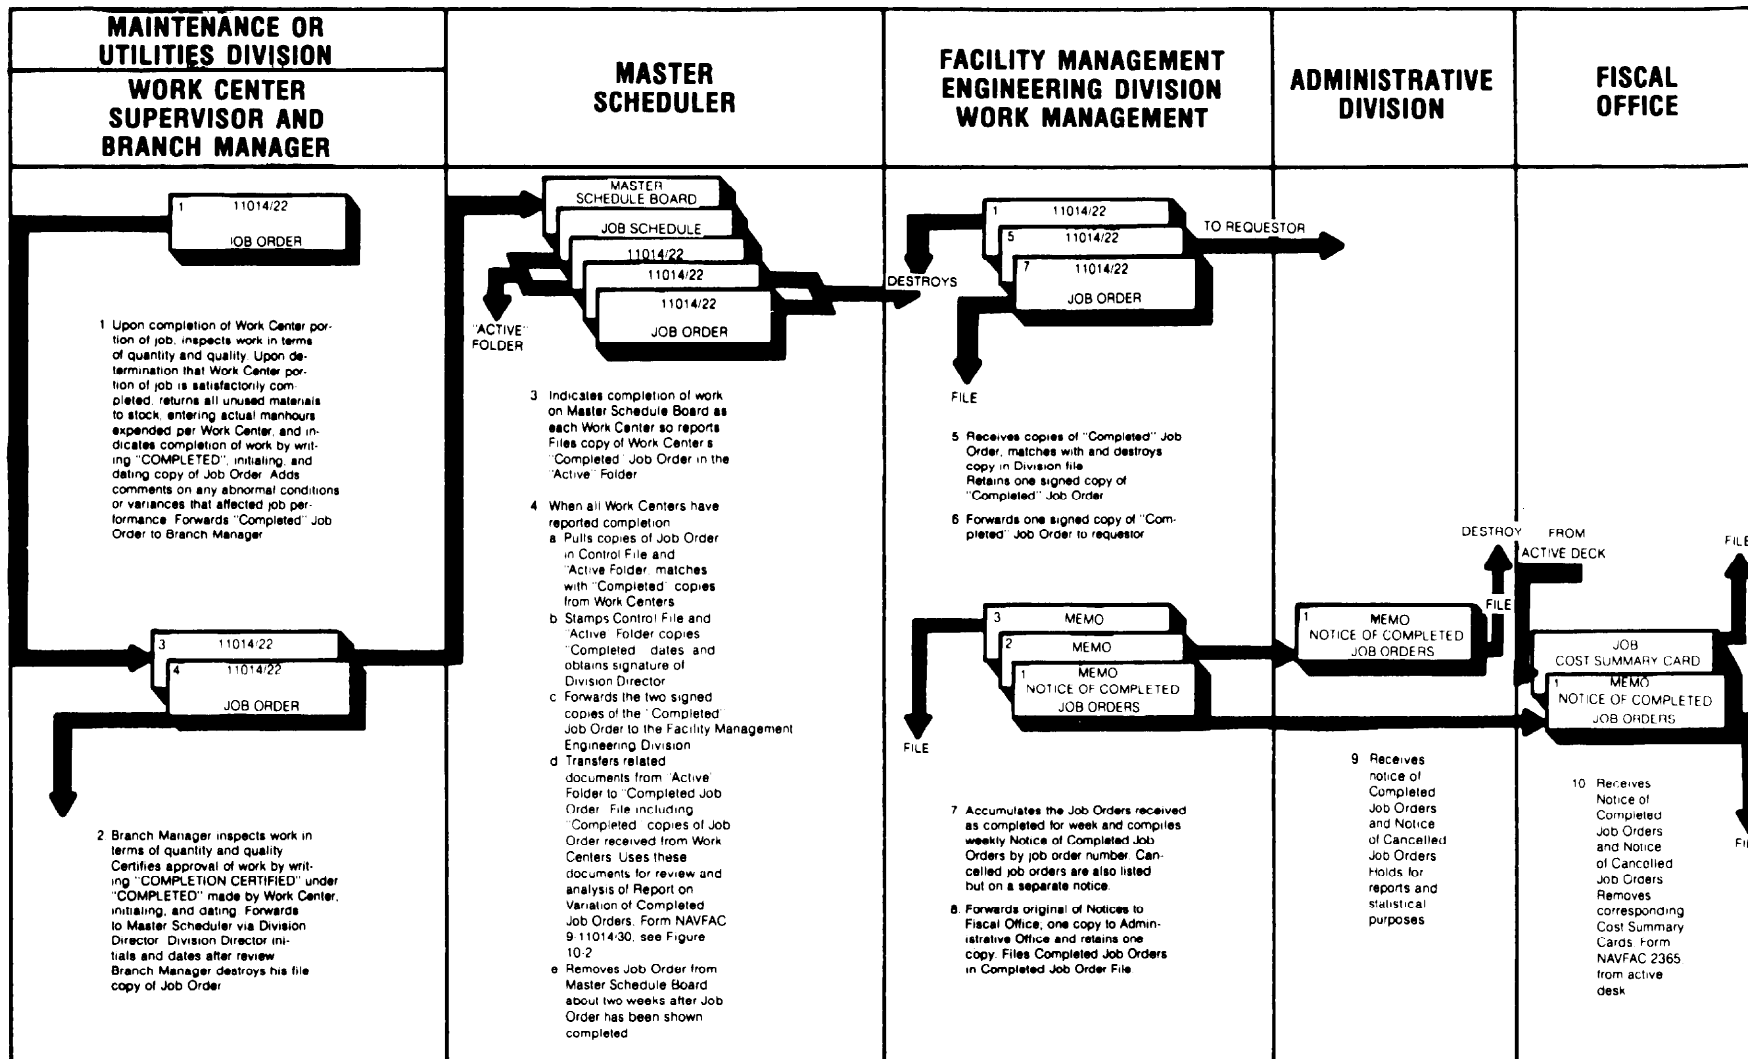 MAINTENANCE OR
UTILITIES DIVISION
WORK CENTER
SUPERVISOR AND
BRANCH MANAGER
MASTER
SCHEDULER
FACILITY MANAGEMENT
ENGINEERING DIVISION
WORK MANAGEMENT
ADMINISTRATIVE
DIVISION
FISCAL
OFFICE
1 11014/22
JOB ORDER
1 Upon completion of Work Center por-
tion of job, inspects work in terms
of quantity and quality. Upon de-
termination that Work Center por-
tion of job is satisfactorily com-
pleted, returns all unused materials
to stock, entering actual manhours
expended per Work Center, and in-
dicates completion of work by writ-
ing "COMPLETED", initialing, and
dating copy of Job Order. Adds
comments on any abnormal conditions
or variances that affected job per-
formance. Forwards "Completed" Job
Order to Branch Manager
3 11014/22
4 11014/22
JOB ORDER
2 Branch Manager inspects work in
terms of quantity and quality
Certifies approval of work by writ-
ing "COMPLETION CERTIFIED" under
"COMPLETED" made by Work Center,
initialing, and dating. Forwards
to Master Scheduler via Division
Director. Division Director ini-
tials and dates after review
Branch Manager destroys his file
copy of Job Order
MASTER
SCHEDULE BOARD
JOB SCHEDULE
11014/22
11014/22
11014/22
JOB ORDER
"ACTIVE"
FOLDER
3 Indicates completion of work
on Master Schedule Board as
each Work Center so reports
Files copy of Work Center's
"Completed" Job Order in the
"Active" Folder
4 When all Work Centers have
reported completion
a Pulls copies of Job Order
in Control File and
"Active Folder, matches
with "Completed" copies
from Work Centers
b Stamps Control File and
"Active Folder copies
"Completed dates and
obtains signature of
Division Director
c Forwards the two signed
copies of the "Completed"
Job Order to the Facility Management
Engineering Division
d Transfers related
documents from "Active"
Folder to "Completed Job
Order File including
"Completed copies of Job
Order received from Work
Centers. Uses these
documents for review and
analysis of Report on
Variation of Completed
Job Orders, Form NAVFAC
9-11014/30, see Figure
10-2
e Removes Job Order from
Master Schedule Board
about two weeks after Job
Order has been shown
completed
1 11014/22
5 11014/22
7 11014/22
JOB ORDER
DESTROYS
TO REQUESTOR
FILE
5 Receives copies of "Completed" Job
Order, matches with and destroys
copy in Division file
Retains one signed copy of
"Completed" Job Order
6 Forwards one signed copy of "Com-
pleted" Job Order to requestor
3 MEMO
2 MEMO
1 MEMO
NOTICE OF COMPLETED
JOB ORDERS
FILE
7 Accumulates the Job Orders received
as completed for week and compiles
weekly Notice of Completed Job
Orders by job order number. Can-
celled job orders are also listed
but on a separate notice.
8. Forwards original of Notices to
Fiscal Office, one copy to Admin-
istrative Office and retains one
copy. Files Completed Job Orders
in Completed Job Order File
DESTROY
FILE
1 MEMO
NOTICE OF COMPLETED
JOB ORDERS
9 Receives
notice of
Completed
Job Orders
and Notice
of Cancelled
Job Orders
Holds for
reports and
statistical
purposes
FROM
ACTIVE DECK
FILE
JOB
COST SUMMARY CARD
1 MEMO
NOTICE OF COMPLETED
JOB ORDERS
10 Receives
Notice of
Completed
Job Orders
and Notice
of Cancelled
Job Orders
Removes
corresponding
Cost Summary
Cards, Form
NAVFAC 2365
from active
desk